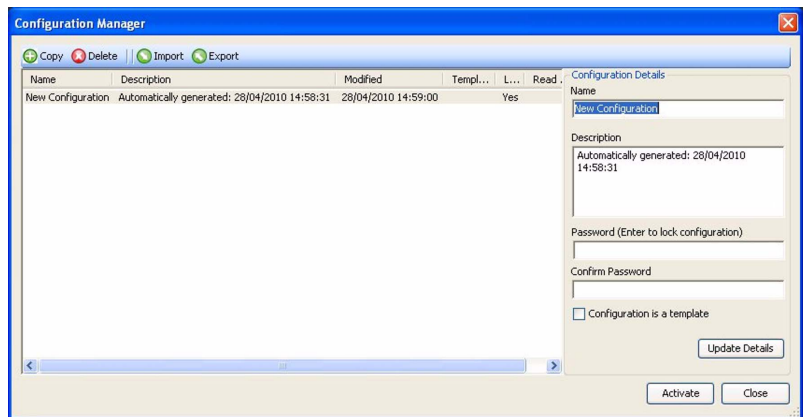 Configuration Manager
Copy Delete Import Export
Name Description Modified Templ... L... Read .
New Configuration Automatically generated: 28/04/2010 14:58:31 28/04/2010 14:59:00 Yes
Configuration Details
Name
New Configuration
Description
Automatically generated: 28/04/2010
14:58:31
Password (Enter to lock configuration)
Confirm Password
Configuration is a template
Update Details
Activate Close